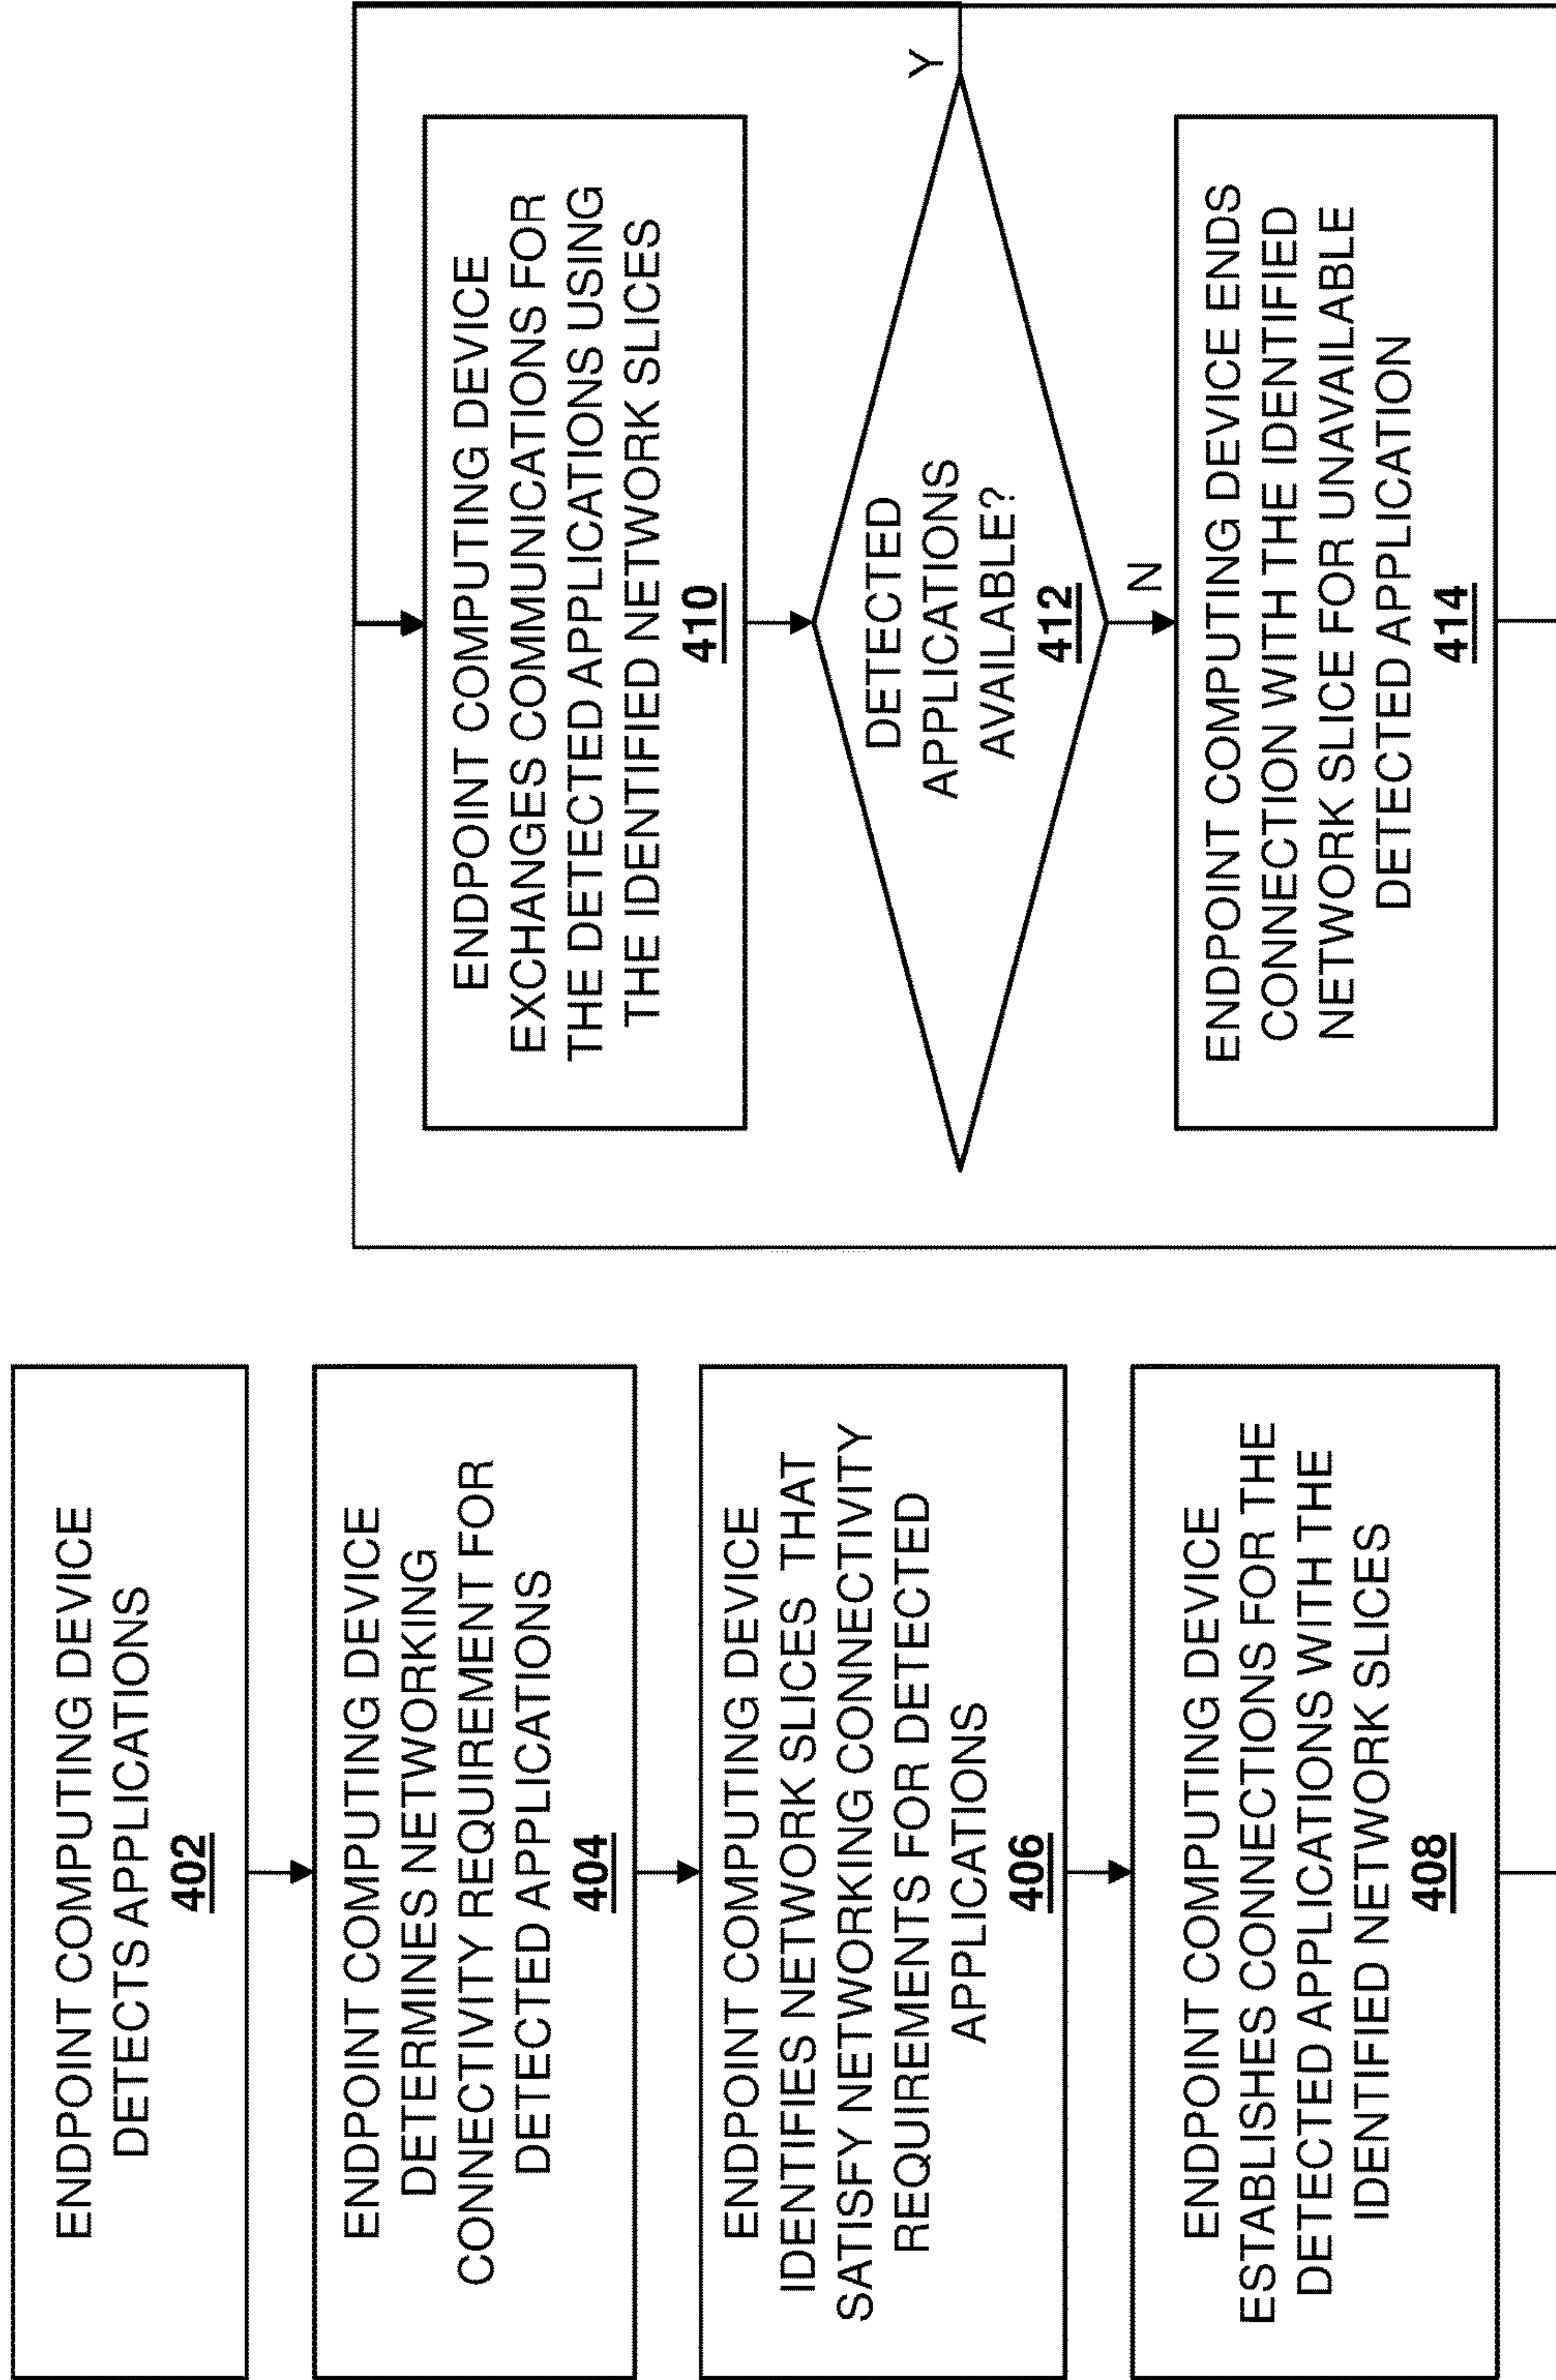 ENDPOINT COMPUTING DEVICE
DETECTS APPLICATIONS
402
ENDPOINT COMPUTING DEVICE
DETERMINES NETWORKING
CONNECTIVITY REQUIREMENT FOR
DETECTED APPLICATIONS
404
ENDPOINT COMPUTING DEVICE
IDENTIFIES NETWORK SLICES THAT
SATISFY NETWORKING CONNECTIVITY
REQUIREMENTS FOR DETECTED
APPLICATIONS
406
ENDPOINT COMPUTING DEVICE
ESTABLISHES CONNECTIONS FOR THE
DETECTED APPLICATIONS WITH THE
IDENTIFIED NETWORK SLICES
408
ENDPOINT COMPUTING DEVICE
EXCHANGES COMMUNICATIONS FOR
THE DETECTED APPLICATIONS USING
THE IDENTIFIED NETWORK SLICES
410
DETECTED
APPLICATIONS
AVAILABLE?
412
Y
N
ENDPOINT COMPUTING DEVICE ENDS
CONNECTION WITH THE IDENTIFIED
NETWORK SLICE FOR UNAVAILABLE
DETECTED APPLICATION
414